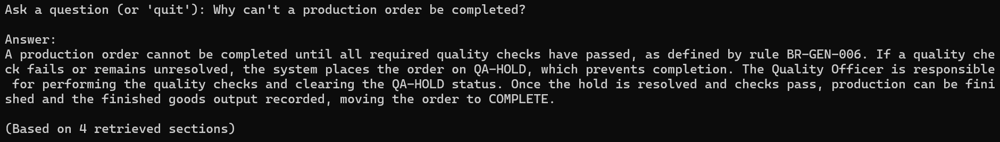 Ask a question (or 'quit'): Why can't a production order be completed?
Answer:
A production order cannot be completed until all required quality checks have passed, as defined by rule BR-GEN-006. If a quality che
ck fails or remains unresolved, the system places the order on QA-HOLD, which prevents completion. The Quality Officer is responsible
 for performing the quality checks and clearing the QA-HOLD status. Once the hold is resolved and checks pass, production can be fini
shed and the finished goods output recorded, moving the order to COMPLETE.
(Based on 4 retrieved sections)